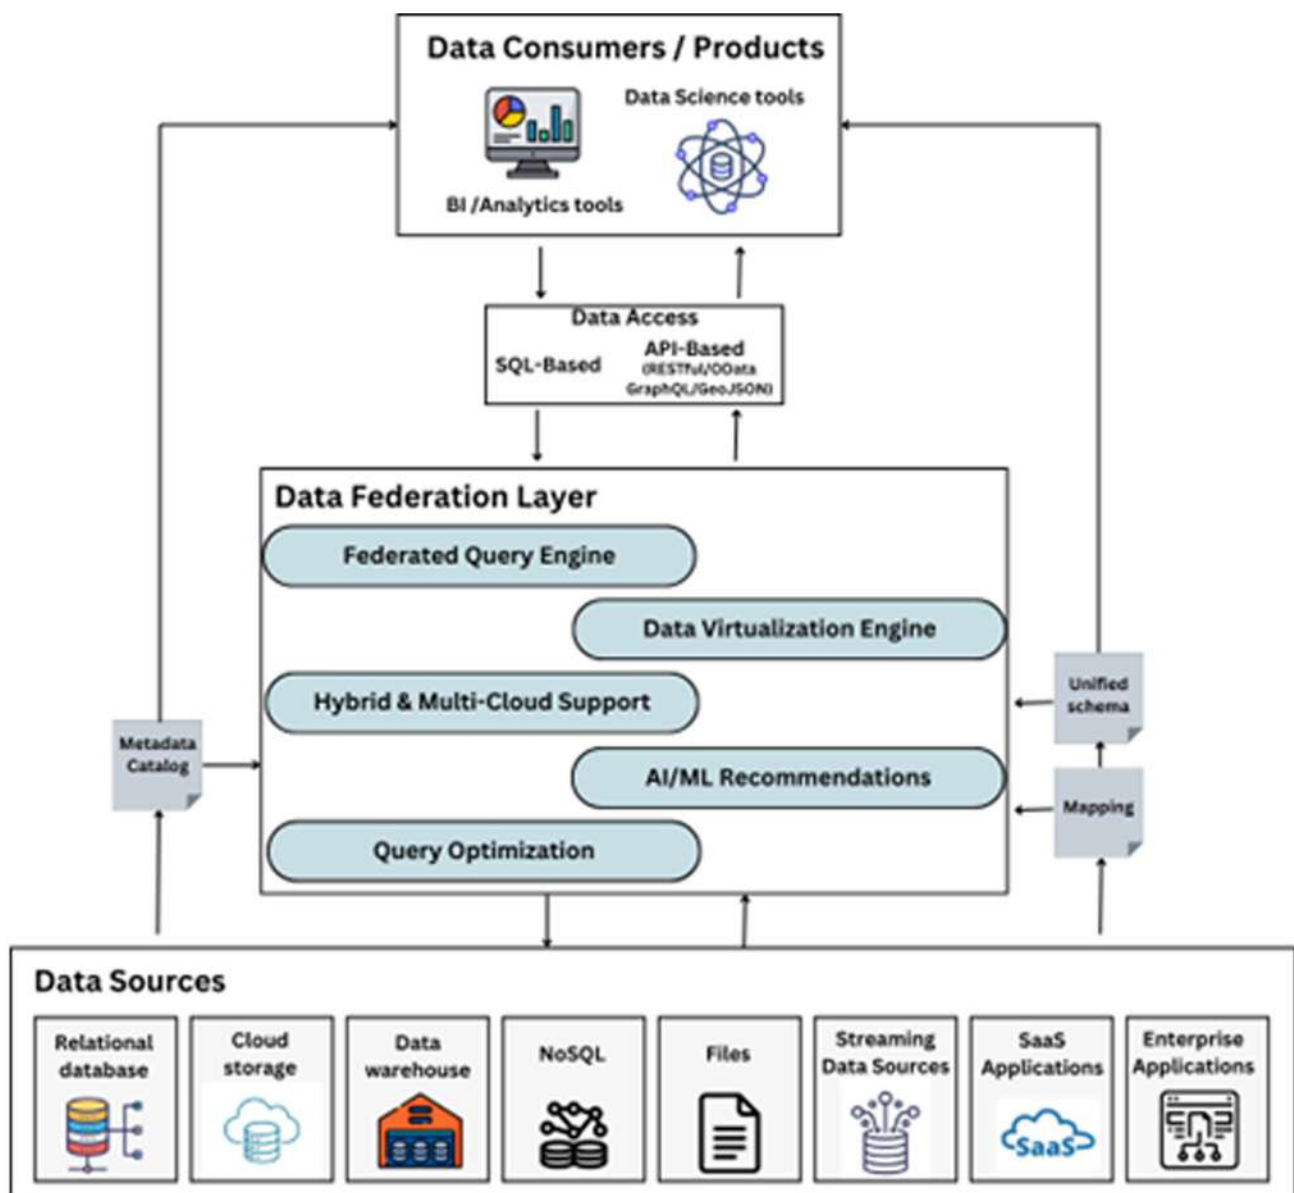 Data Consumers / Products
Data Science tools
BI /Analytics tools
Data Access
SQL-Based
API-Based
(RESTful/OData
GraphQL/GeoJSON)
Data Federation Layer
Federated Query Engine
Data Virtualization Engine
Hybrid & Multi-Cloud Support
AI/ML Recommendations
Query Optimization
Metadata
Catalog
Unified
schema
Mapping
Data Sources
Relational
database
Cloud
storage
Data
warehouse
NoSQL
Files
Streaming
Data Sources
SaaS
Applications
SaaS
Enterprise
Applications